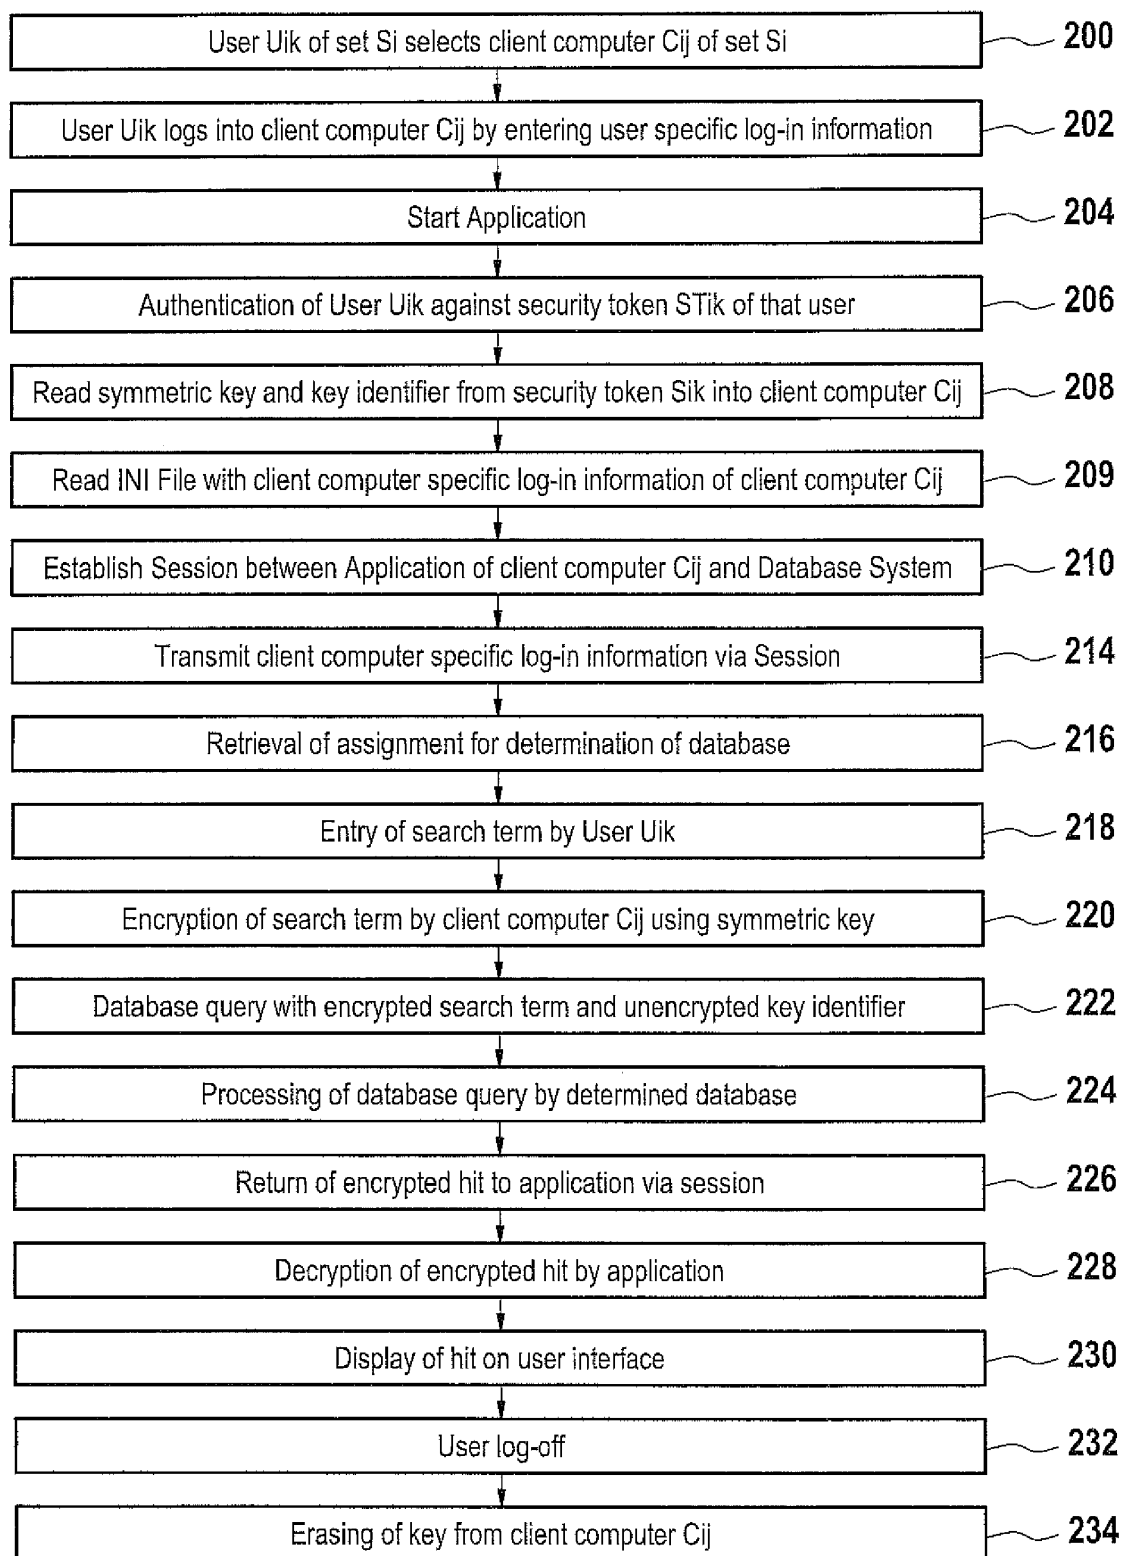 User Uik of set Si selects client computer Cij of set Si 200
User Uik logs into client computer Cij by entering user specific log-in information 202
Start Application 204
Authentication of User Uik against security token STik of that user 206
Read symmetric key and key identifier from security token Sik into client computer Cij 208
Read INI File with client computer specific log-in information of client computer Cij 209
Establish Session between Application of client computer Cij and Database System 210
Transmit client computer specific log-in information via Session 214
Retrieval of assignment for determination of database 216
Entry of search term by User Uik 218
Encryption of search term by client computer Cij using symmetric key 220
Database query with encrypted search term and unencrypted key identifier 222
Processing of database query by determined database 224
Return of encrypted hit to application via session 226
Decryption of encrypted hit by application 228
Display of hit on user interface 230
User log-off 232
Erasing of key from client computer Cij 234